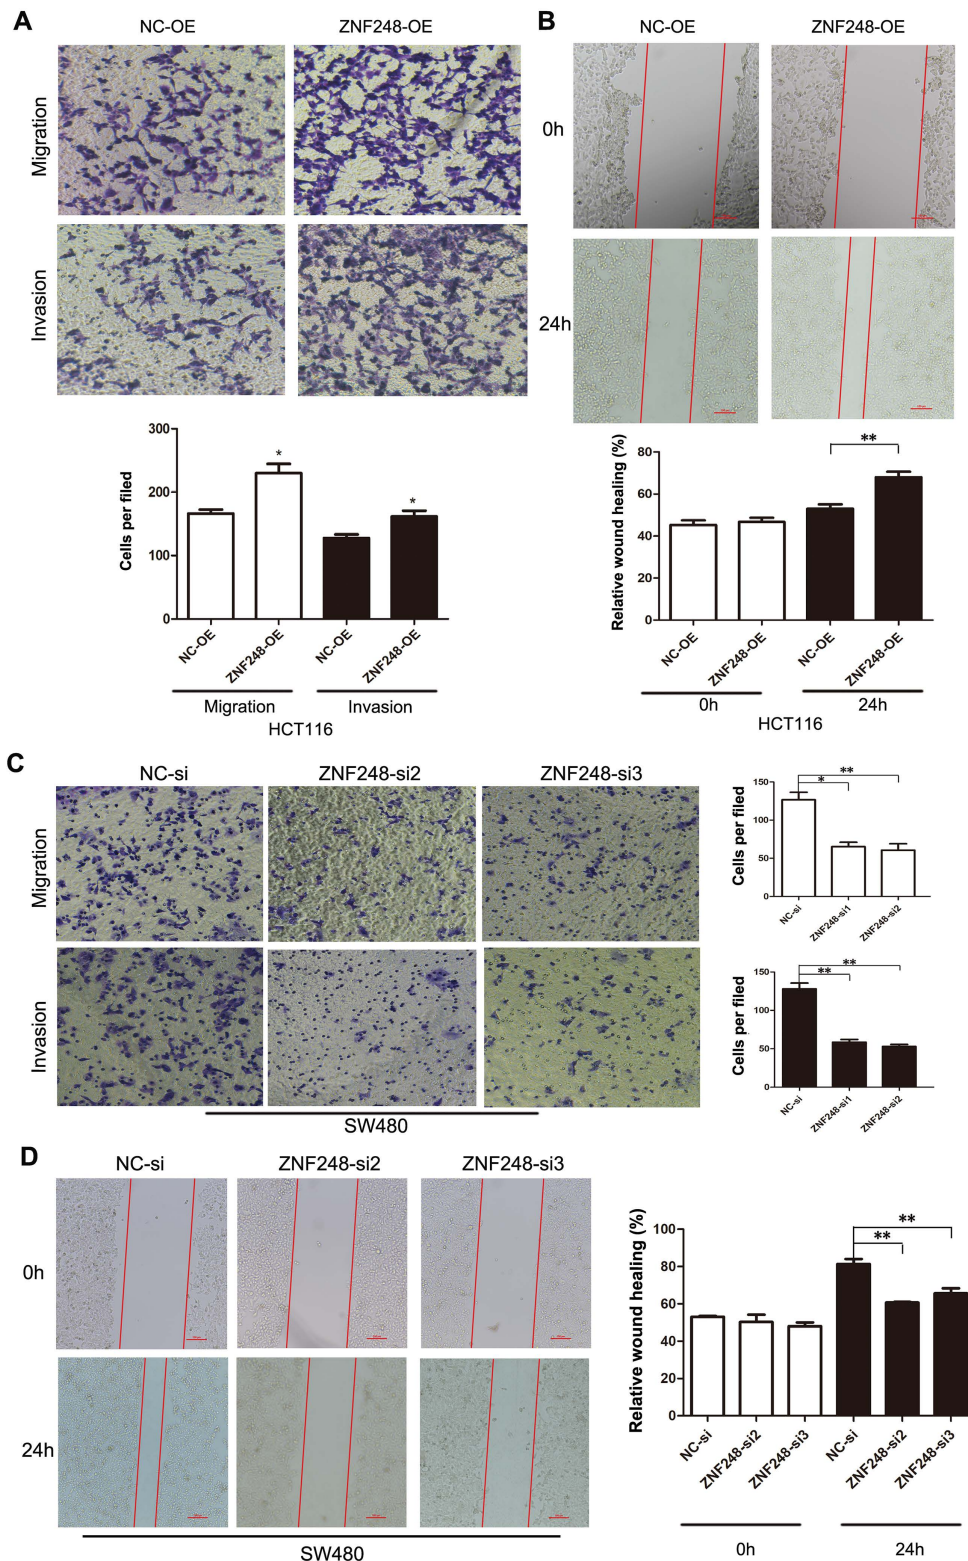 A
NC-OE
ZNF248-OE
Migration
Invasion
300
200
100
0
Cells per filed
*
*
NC-OE
ZNF248-OE
NC-OE
ZNF248-OE
Migration
Invasion
HCT116
B
NC-OE
ZNF248-OE
0h
24h
80
60
40
20
0
Relative wound healing (%)
**
NC-OE
ZNF248-OE
NC-OE
ZNF248-OE
0h
24h
HCT116
C
NC-si
ZNF248-si2
ZNF248-si3
Migration
Invasion
SW480
150
100
50
0
Cells per filed
**
*
NC-si
ZNF248-si1
ZNF248-si2
150
100
50
0
Cells per filed
**
**
NC-si
ZNF248-si1
ZNF248-si2
D
NC-si
ZNF248-si2
ZNF248-si3
0h
24h
SW480
100
80
60
40
20
0
Relative wound healing (%)
**
**
NC-si
ZNF248-si2
ZNF248-si3
NC-si
ZNF248-si2
ZNF248-si3
0h
24h